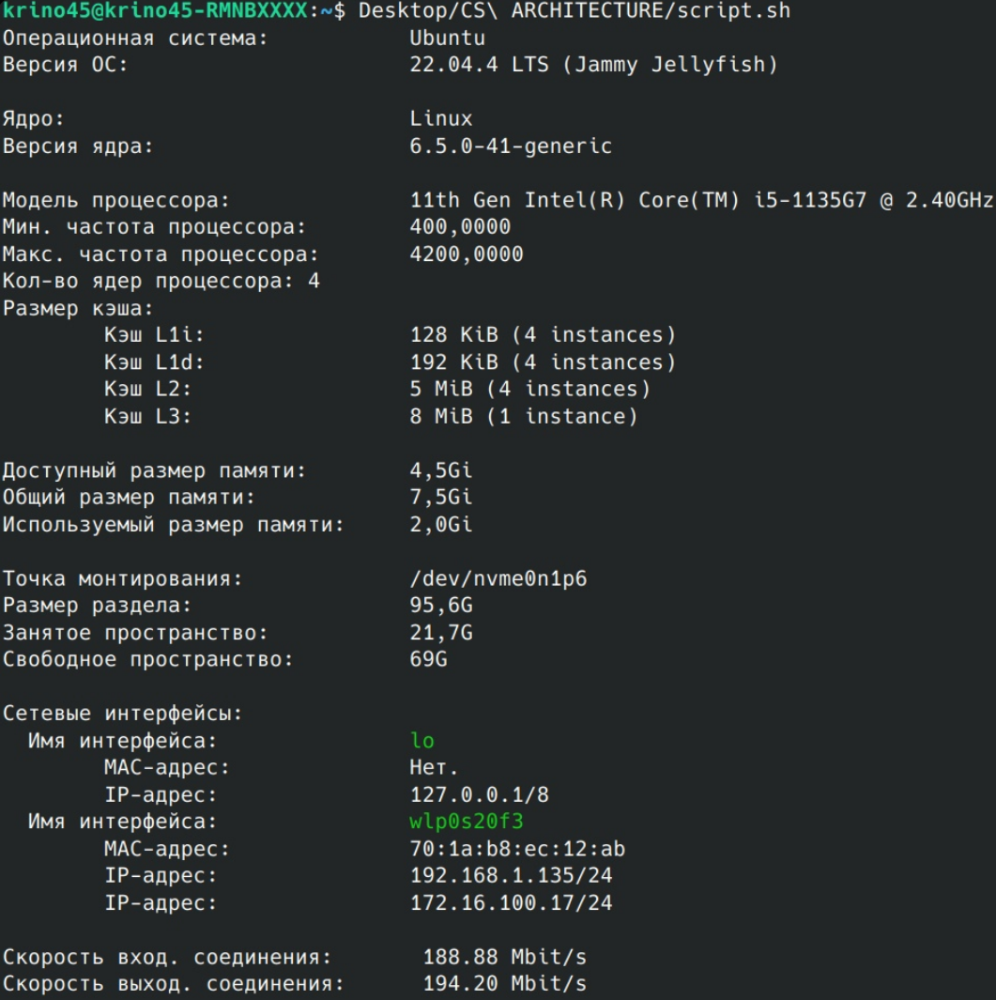 krino45@krino45-RMNBXXXX:~$ Desktop/CS\ ARCHITECTURE/script.sh
Операционная система: Ubuntu
Версия ОС: 22.04.4 LTS (Jammy Jellyfish)
Ядро: Linux
Версия ядра: 6.5.0-41-generic
Модель процессора: 11th Gen Intel(R) Core(TM) i5-1135G7 @ 2.40GHz
Мин. частота процессора: 400,0000
Макс. частота процессора: 4200,0000
Кол-во ядер процессора: 4
Размер кэша:
Кэш L1i: 128 KiB (4 instances)
Кэш L1d: 192 KiB (4 instances)
Кэш L2: 5 MiB (4 instances)
Кэш L3: 8 MiB (1 instance)
Доступный размер памяти: 4,5Gi
Общий размер памяти: 7,5Gi
Используемый размер памяти: 2,0Gi
Точка монтирования: /dev/nvme0n1p6
Размер раздела: 95,6G
Занятое пространство: 21,7G
Свободное пространство: 69G
Сетевые интерфейсы:
Имя интерфейса: lo
MAC-адрес: Нет.
IP-адрес: 127.0.0.1/8
Имя интерфейса: wlp0s20f3
MAC-адрес: 70:1a:b8:ec:12:ab
IP-адрес: 192.168.1.135/24
IP-адрес: 172.16.100.17/24
Скорость вход. соединения: 188.88 Mbit/s
Скорость выход. соединения: 194.20 Mbit/s